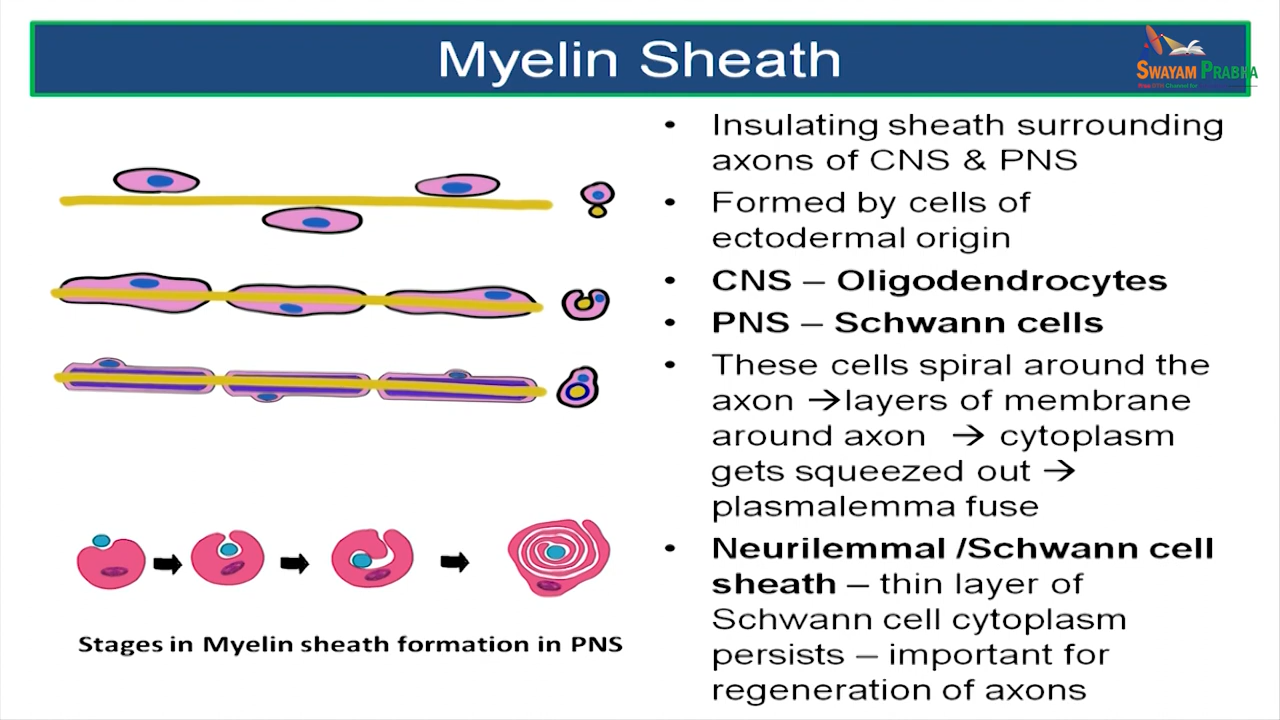 Myelin Sheath
SWAYAM PRABHA
• Insulating sheath surrounding
axons of CNS & PNS
• Formed by cells of
ectodermal origin
• CNS – Oligodendrocytes
• PNS – Schwann cells
• These cells spiral around the
axon →layers of membrane
around axon → cytoplasm
gets squeezed out →
plasmalemma fuse
• Neurilemmal /Schwann cell
sheath – thin layer of
Schwann cell cytoplasm
persists – important for
regeneration of axons
Stages in Myelin sheath formation in PNS